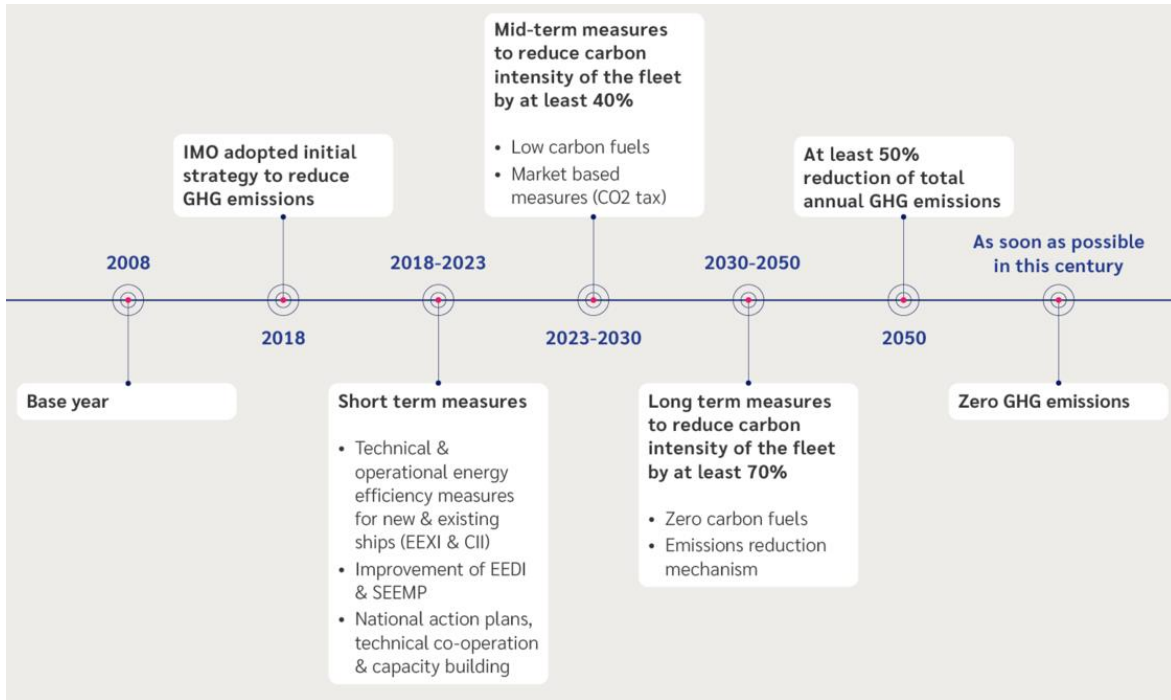 2008
Base year
IMO adopted initial
strategy to reduce
GHG emissions
2018
2018-2023
Short term measures
• Technical &
operational energy
efficiency measures
for new & existing
ships (EEXI & CII)
• Improvement of EEDI
& SEEMP
• National action plans,
technical co-operation
& capacity building
Mid-term measures
to reduce carbon
intensity of the fleet
by at least 40%
• Low carbon fuels
• Market based
measures (CO2 tax)
2023-2030
2030-2050
Long term measures
to reduce carbon
intensity of the fleet
by at least 70%
• Zero carbon fuels
• Emissions reduction
mechanism
At least 50%
reduction of total
annual GHG emissions
2050
As soon as possible
in this century
Zero GHG emissions